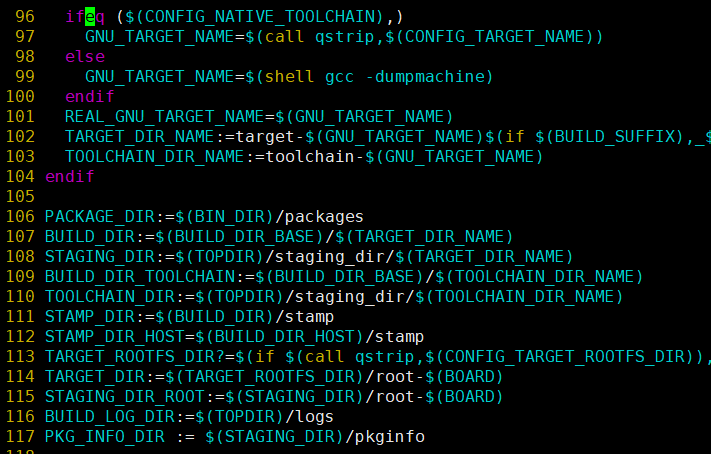 96   ifeq ($(CONFIG_NATIVE_TOOLCHAIN),)
97     GNU_TARGET_NAME=$(call qstrip,$(CONFIG_TARGET_NAME))
98   else
99     GNU_TARGET_NAME=$(shell gcc -dumpmachine)
100   endif
101   REAL_GNU_TARGET_NAME=$(GNU_TARGET_NAME)
102   TARGET_DIR_NAME:=target-$(GNU_TARGET_NAME)$(if $(BUILD_SUFFIX),_$
103   TOOLCHAIN_DIR_NAME:=toolchain-$(GNU_TARGET_NAME)
104 endif
105
106 PACKAGE_DIR:=$(BIN_DIR)/packages
107 BUILD_DIR:=$(BUILD_DIR_BASE)/$(TARGET_DIR_NAME)
108 STAGING_DIR:=$(TOPDIR)/staging_dir/$(TARGET_DIR_NAME)
109 BUILD_DIR_TOOLCHAIN:=$(BUILD_DIR_BASE)/$(TOOLCHAIN_DIR_NAME)
110 TOOLCHAIN_DIR:=$(TOPDIR)/staging_dir/$(TOOLCHAIN_DIR_NAME)
111 STAMP_DIR:=$(BUILD_DIR)/stamp
112 STAMP_DIR_HOST=$(BUILD_DIR_HOST)/stamp
113 TARGET_ROOTFS_DIR?=$(if $(call qstrip,$(CONFIG_TARGET_ROOTFS_DIR)),
114 TARGET_DIR:=$(TARGET_ROOTFS_DIR)/root-$(BOARD)
115 STAGING_DIR_ROOT:=$(STAGING_DIR)/root-$(BOARD)
116 BUILD_LOG_DIR:=$(TOPDIR)/logs
117 PKG_INFO_DIR := $(STAGING_DIR)/pkginfo